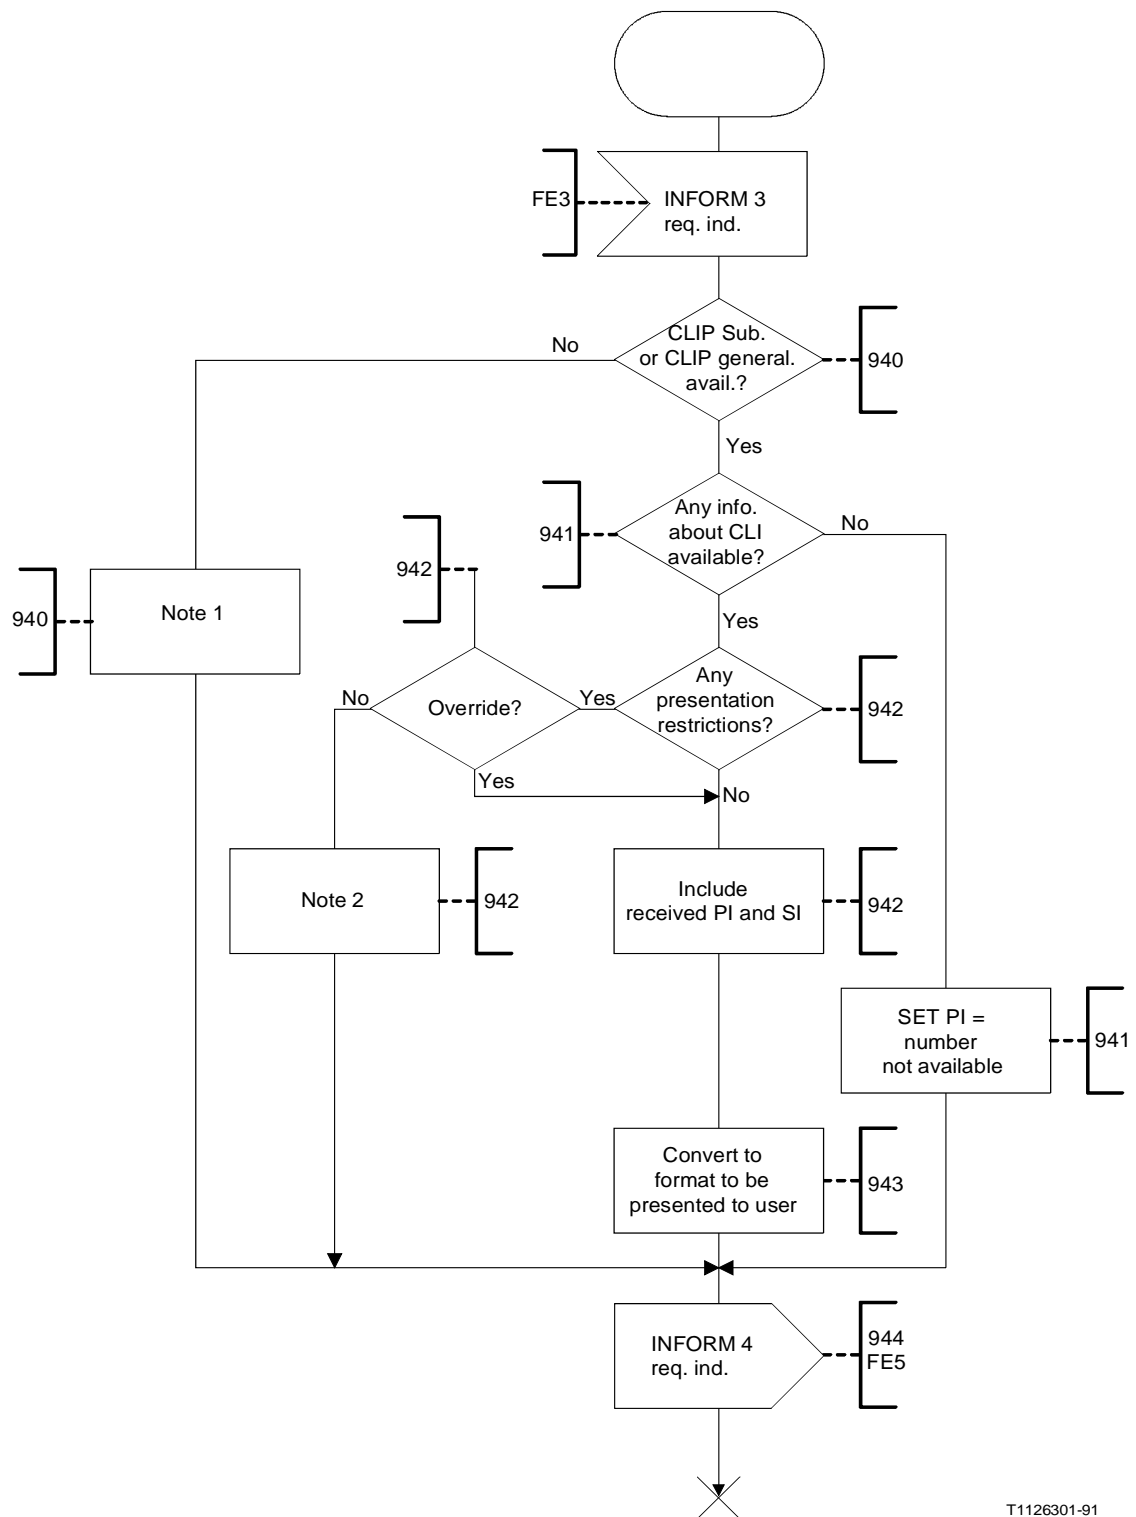 FE3
INFORM 3
req. ind.
CLIP Sub.
or CLIP general.
avail.?
No
940
Yes
Any info.
about CLI
available?
941
No
942
Yes
940
Note 1
Any
presentation
restrictions?
Yes
Override?
No
942
Yes
No
Note 2
942
Include
received PI and SI
942
SET PI =
number
not available
941
Convert to
format to be
presented to user
943
INFORM 4
req. ind.
944
FE5
T1126301-91